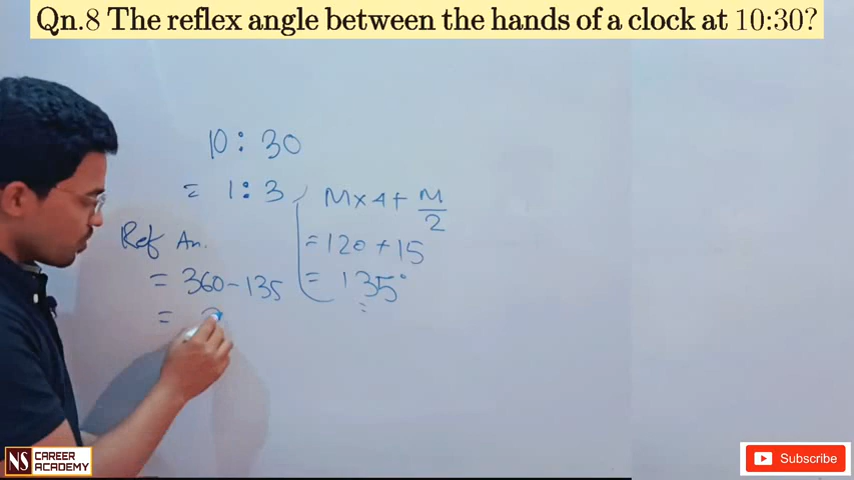 Qn.8 The reflex angle between the hands of a clock at 10:30?
10 : 30
= 1 : 3
M×4 + M/2
= 120 + 15
= 135°
Ref An.
= 360 - 135
=
NS CAREER ACADEMY
Subscribe